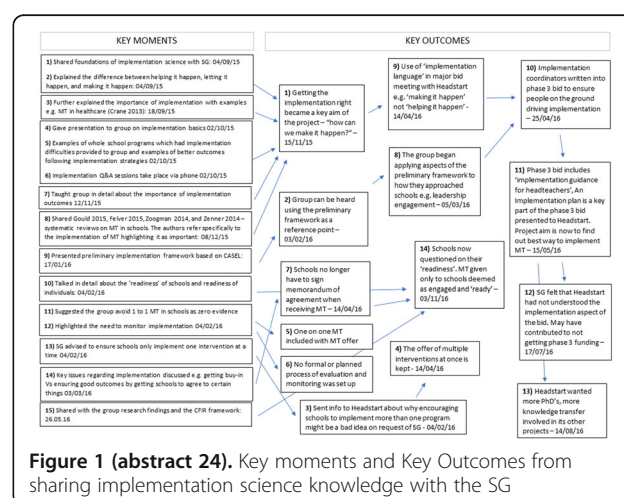 KEY MOMENTS
KEY OUTCOMES
1) Shared foundations of implementation science with SG: 04/09/15
2) Explained the difference between helping it happen, letting it
happen, and making it happen: 04/09/15
3) Further explained the importance of implementation with examples
e.g. MT in healthcare (Crane 2013): 18/09/15
4) Gave presentation to group on implementation basics 02/10/15
5) Examples of whole school programs which had implementation
difficulties provided to group and examples of better outcomes
following implementation strategies 02/10/15
6) Implementation Q&A sessions take place via phone 02/10/15
7) Taught group in detail about the importance of implementation
outcomes 12/11/15
8) Shared Gould 2015, Felver 2015, Zoogman 2014, and Zenner 2014 –
systematic reviews on MT in schools. The authors refer specifically to
the implementation of MT highlighting it as important: 08/12/15
9) Presented preliminary implementation framework based on CASEL:
17/01/16
10) Talked in detail about the 'readiness' of schools and readiness of
individuals: 04/02/16
11) Suggested the group avoid 1 to 1 MT in schools as zero evidence
12) Highlighted the need to monitor implementation 04/02/16
13) SG advised to ensure schools only implement one intervention at a
time 04/02/16
14) Key issues regarding implementation discussed e.g. getting buy-in
Vs ensuring good outcomes by getting schools to agree to certain
things 03/03/16
15) Shared with the group research findings and the CFIR framework:
26.05.16
1) Getting the
implementation right
became a key aim of the
project – "how can
we make it happen?" –
15/11/15
2) Group can be heard
using the preliminary
framework as a
reference point –
03/02/16
7) Schools no longer
have to sign
memorandum of
agreement when
receiving MT – 14/04/16
5) One on one MT
included with MT offer
6) No formal or planned
process of evaluation and
monitoring was set up
3) Sent info to Headstart about why encouraging
schools to implement more than one program
might be a bad idea on request of SG - 04/02/16
9) Use of 'implementation
language' in major bid
meeting with Headstart
e.g. 'making it happen'
not 'helping it happen' -
14/04/16
8) The group began applying
aspects of the preliminary
framework to how they
approached schools e.g.
leadership engagement –
05/03/16
14) Schools now
questioned on their
'readiness'. MT given
only to schools deemed
as engaged and 'ready' –
03/11/16
4) The offer of
multiple
interventions at
once is kept -
14/04/16
10) Implementation
coordinators written into
phase 3 bid to ensure
people on the ground
driving implementation –
25/04/16
11) Phase 3 bid includes
'implementation guidance
for headteachers', An
Implementation plan is a key
part of the phase 3 bid
presented to Headstart.
Project aim is now to find
out best way to implement
MT – 15/05/16
12) SG felt that Headstart
had not understood the
implementation aspect of
the bid. May have
contributed to not
getting phase 3 funding –
17/07/16
13) Headstart wanted
more PhD's, more
knowledge transfer
involved in its other
projects – 14/08/16
Figure 1 (abstract 24). Key moments and Key Outcomes from
sharing implementation science knowledge with the SG